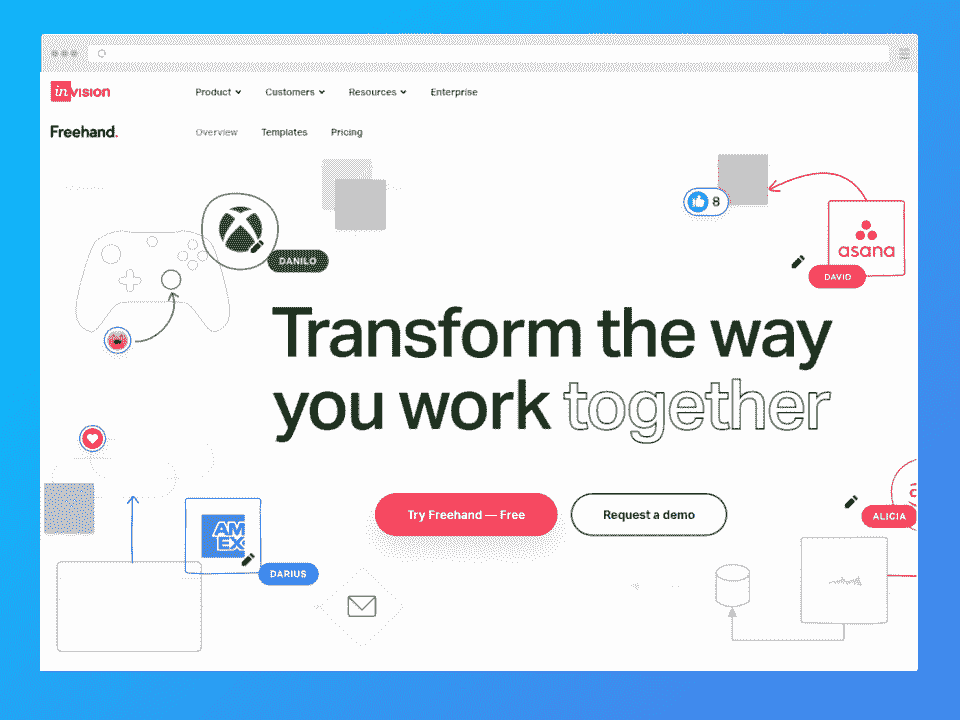 inVISION
Product Customers Resources Enterprise
Freehand.
Overview Templates Pricing
8
DANILO
asana
DAVID
Transform the way
you work together
Try Freehand — Free
Request a demo
ALICIA
AM
EX
DARIUS